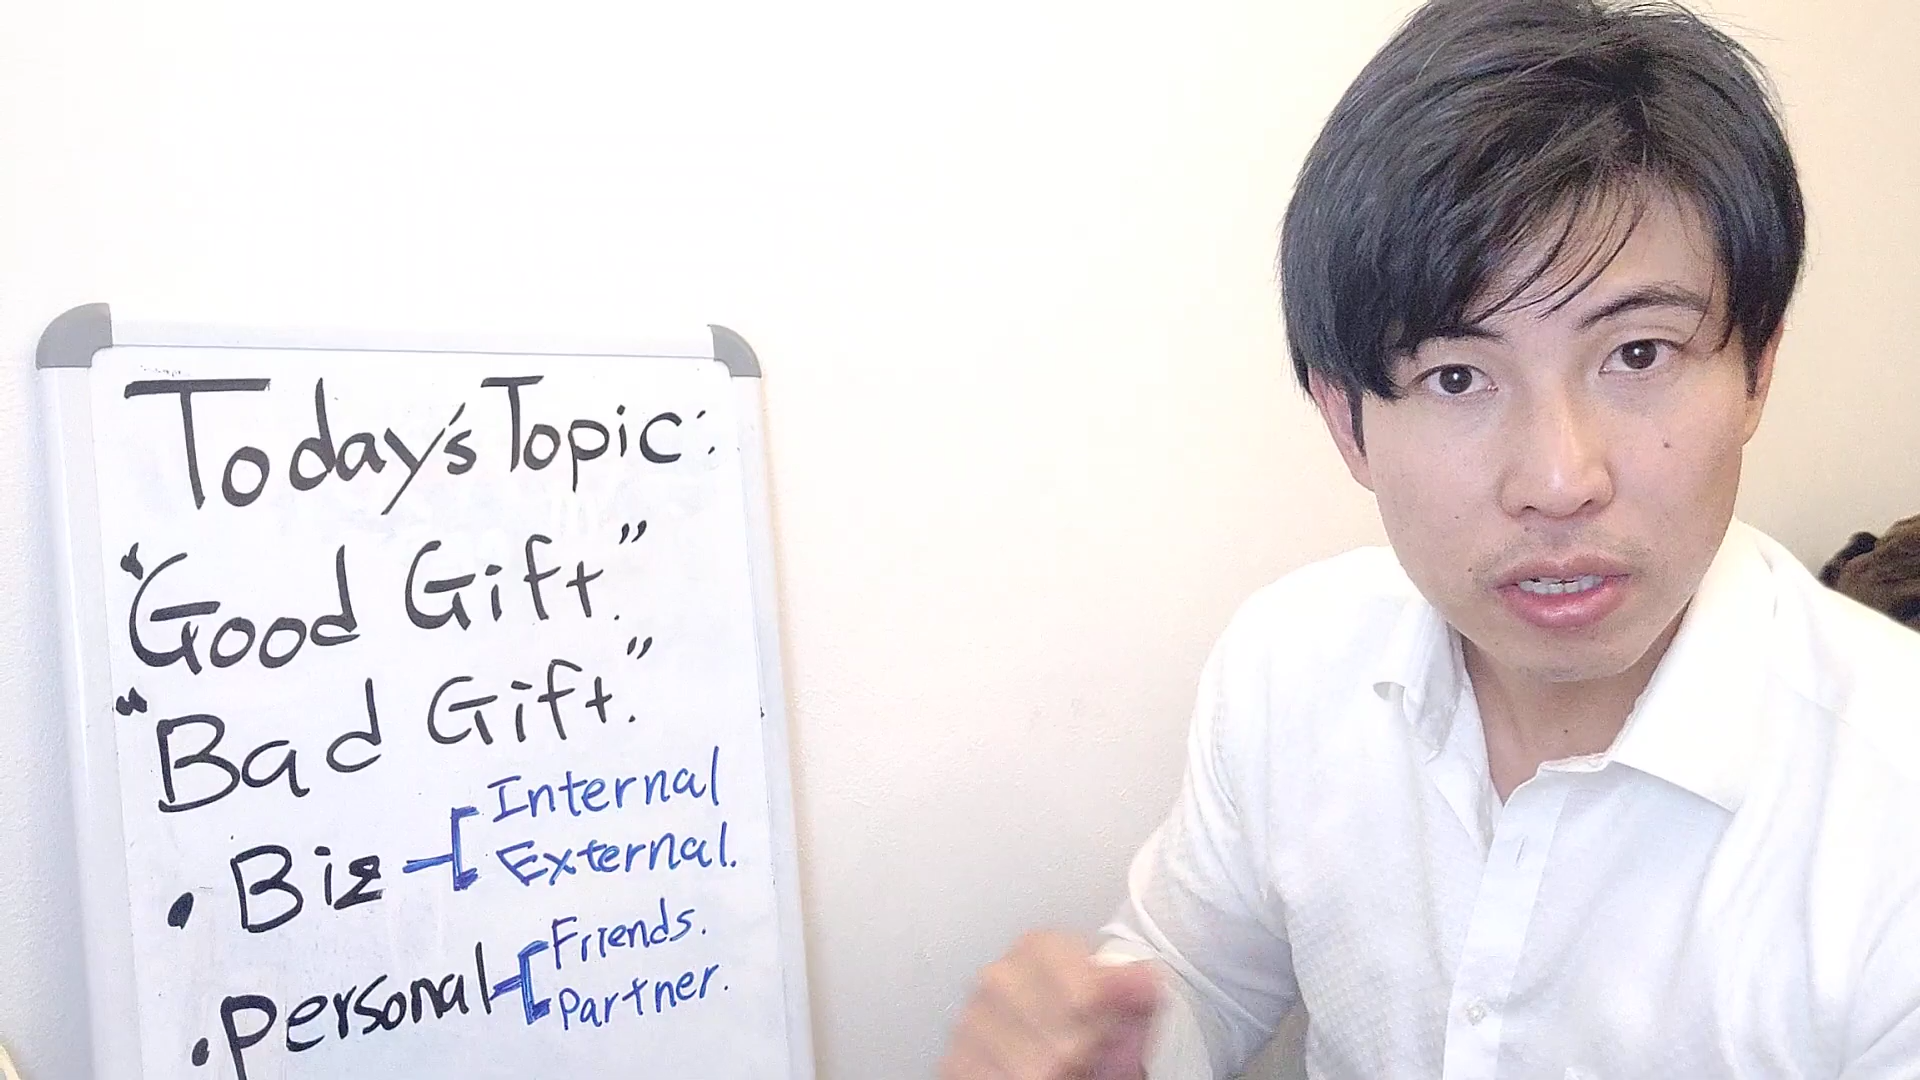 Today's Topic:
"Good Gift."
"Bad Gift."
• Biz Internal
External.
• Personal Friends.
Partner.